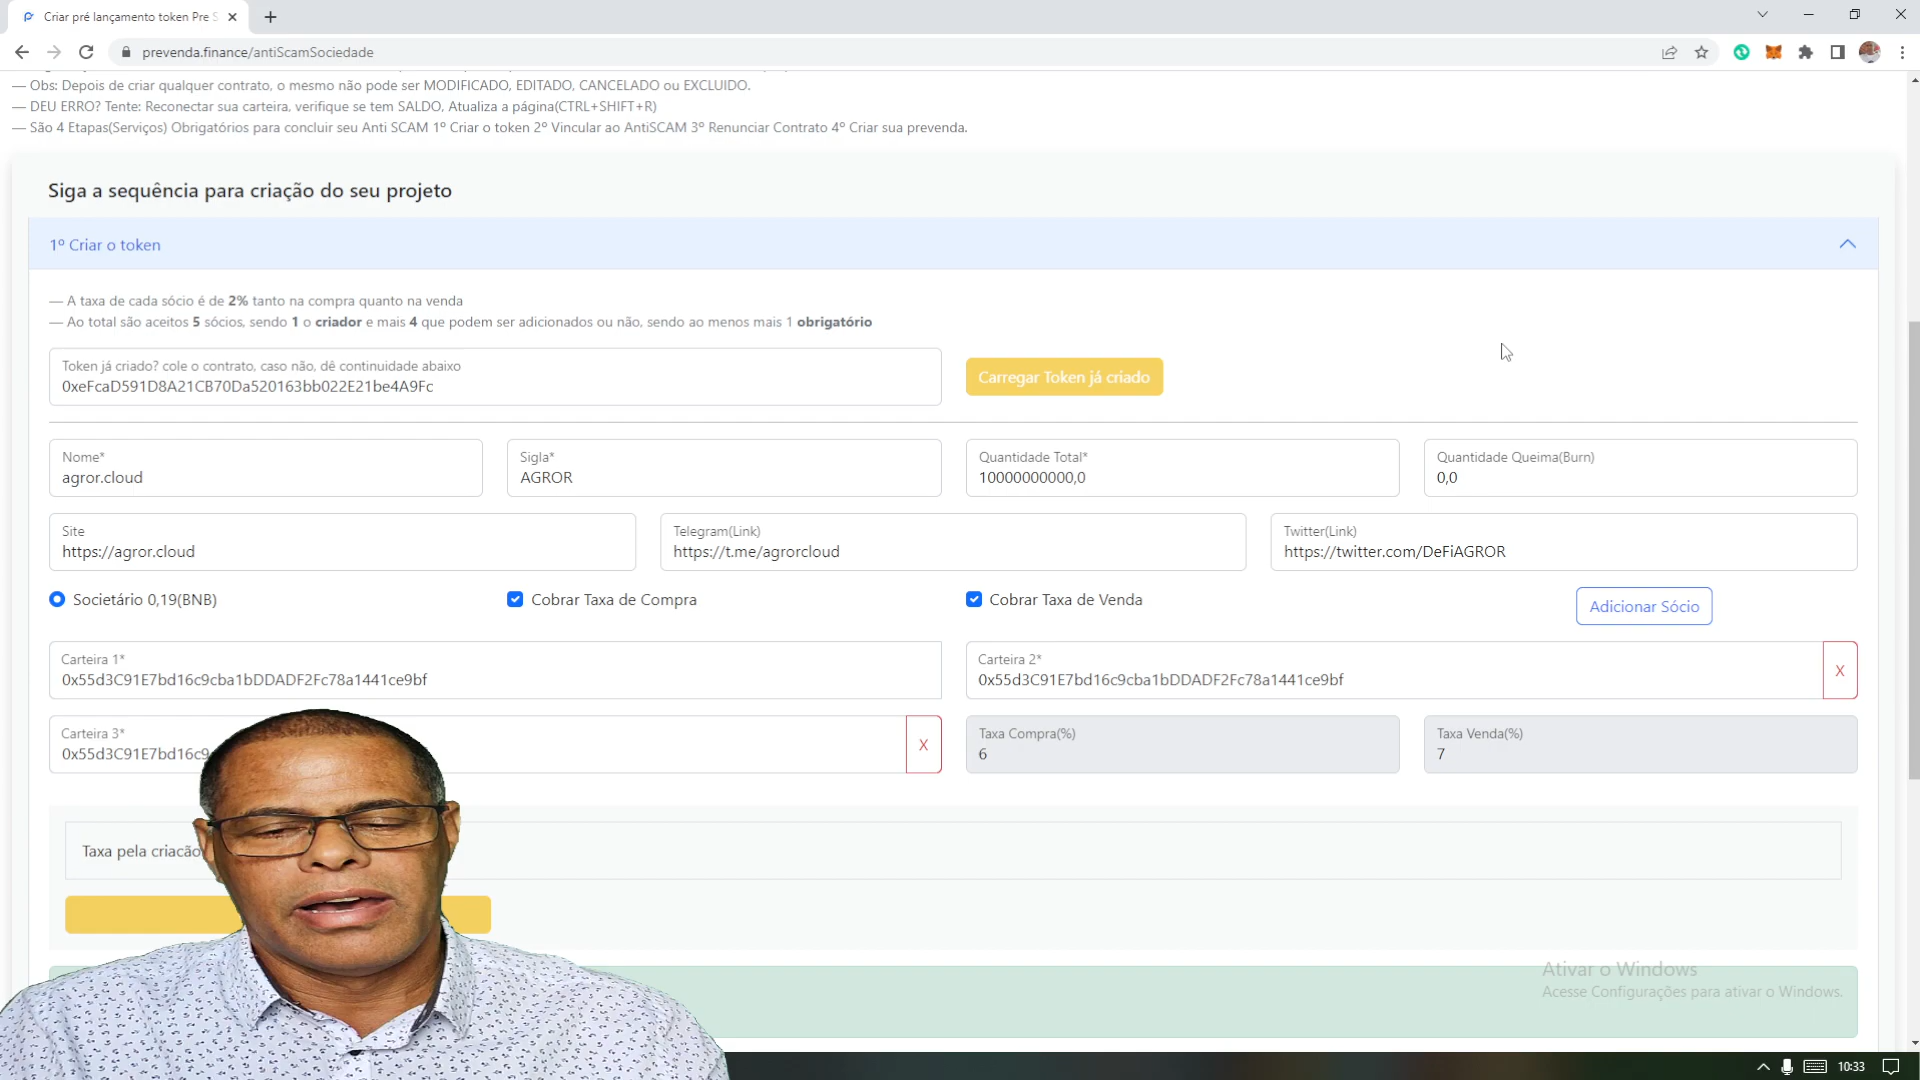 Criar pré lançamento token Pre S
prevenda.finance/antiScamSociedade
— Obs: Depois de criar qualquer contrato, o mesmo não pode ser MODIFICADO, EDITADO, CANCELADO ou EXCLUIDO.
— DEU ERRO? Tente: Reconectar sua carteira, verifique se tem SALDO, Atualiza a página(CTRL+SHIFT+R)
— São 4 Etapas(Serviços) Obrigatórios para concluir seu Anti SCAM 1º Criar o token 2º Vincular ao AntiSCAM 3º Renunciar Contrato 4º Criar sua prevenda.
Siga a sequência para criação do seu projeto
1º Criar o token
— A taxa de cada sócio é de 2% tanto na compra quanto na venda
— Ao total são aceitos 5 sócios, sendo 1 o criador e mais 4 que podem ser adicionados ou não, sendo ao menos mais 1 obrigatório
Token já criado? cole o contrato, caso não, dê continuidade abaixo
0xeFcaD591D8A21CB70Da520163bb022E21be4A9Fc
Carregar Token já criado
Nome*
agror.cloud
Sigla*
AGROR
Quantidade Total*
10000000000,0
Quantidade Queima(Burn)
0,0
Site
https://agror.cloud
Telegram(Link)
https://t.me/agrorcloud
Twitter(Link)
https://twitter.com/DeFiAGROR
Societário 0,19(BNB)
Cobrar Taxa de Compra
Cobrar Taxa de Venda
Adicionar Sócio
Carteira 1*
0x55d3C91E7bd16c9cba1bDDADF2Fc78a1441ce9bf
Carteira 2*
0x55d3C91E7bd16c9cba1bDDADF2Fc78a1441ce9bf
X
Carteira 3*
0x55d3C91E7bd16c9
X
Taxa Compra(%)
6
Taxa Venda(%)
7
Taxa pela criacão
Ativar o Windows
Acesse Configurações para ativar o Windows.
10:33